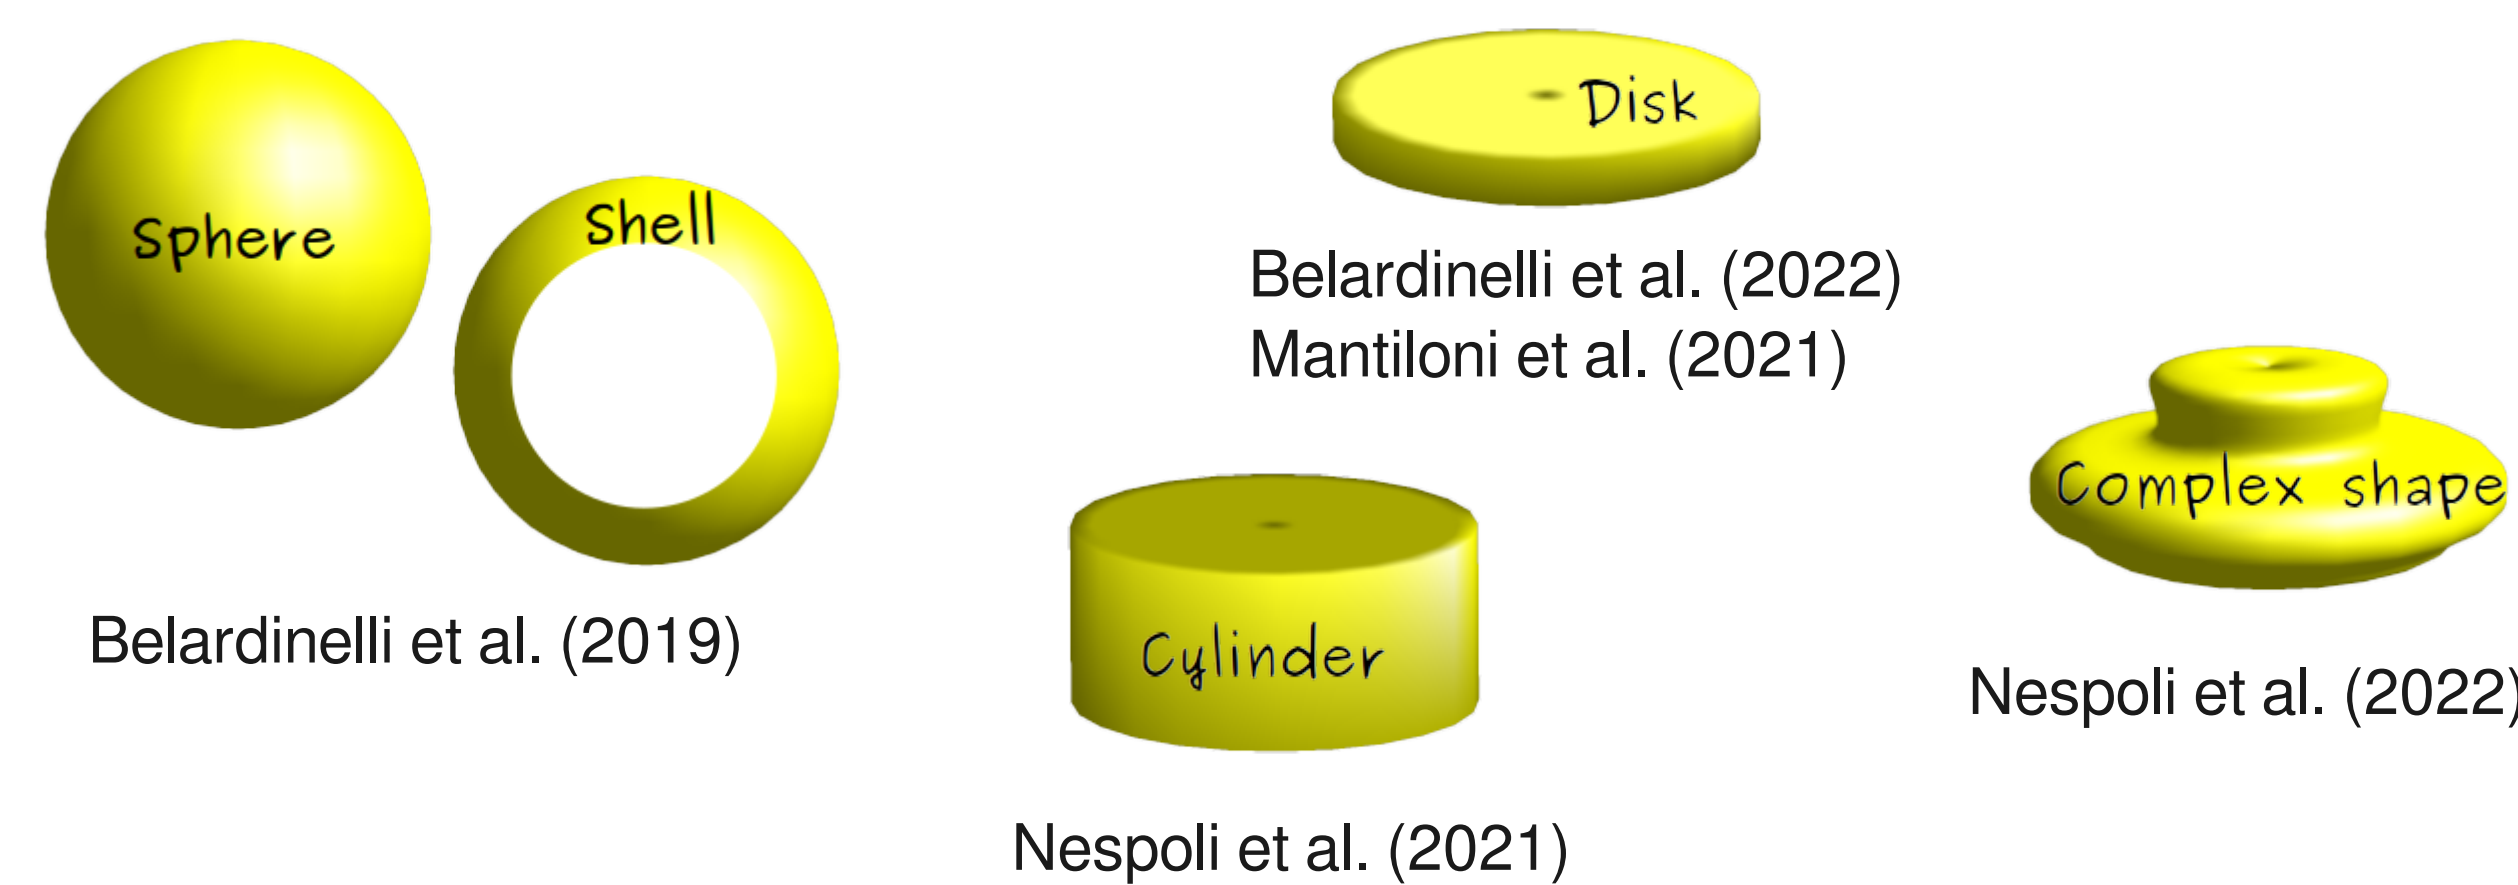 Sphere
Shell
Belardinelli et al. (2019)
Disk
Belardinelli et al. (2022)
Mantiloni et al. (2021)
Cylinder
Nespoli et al. (2021)
Complex shape
Nespoli et al. (2022)